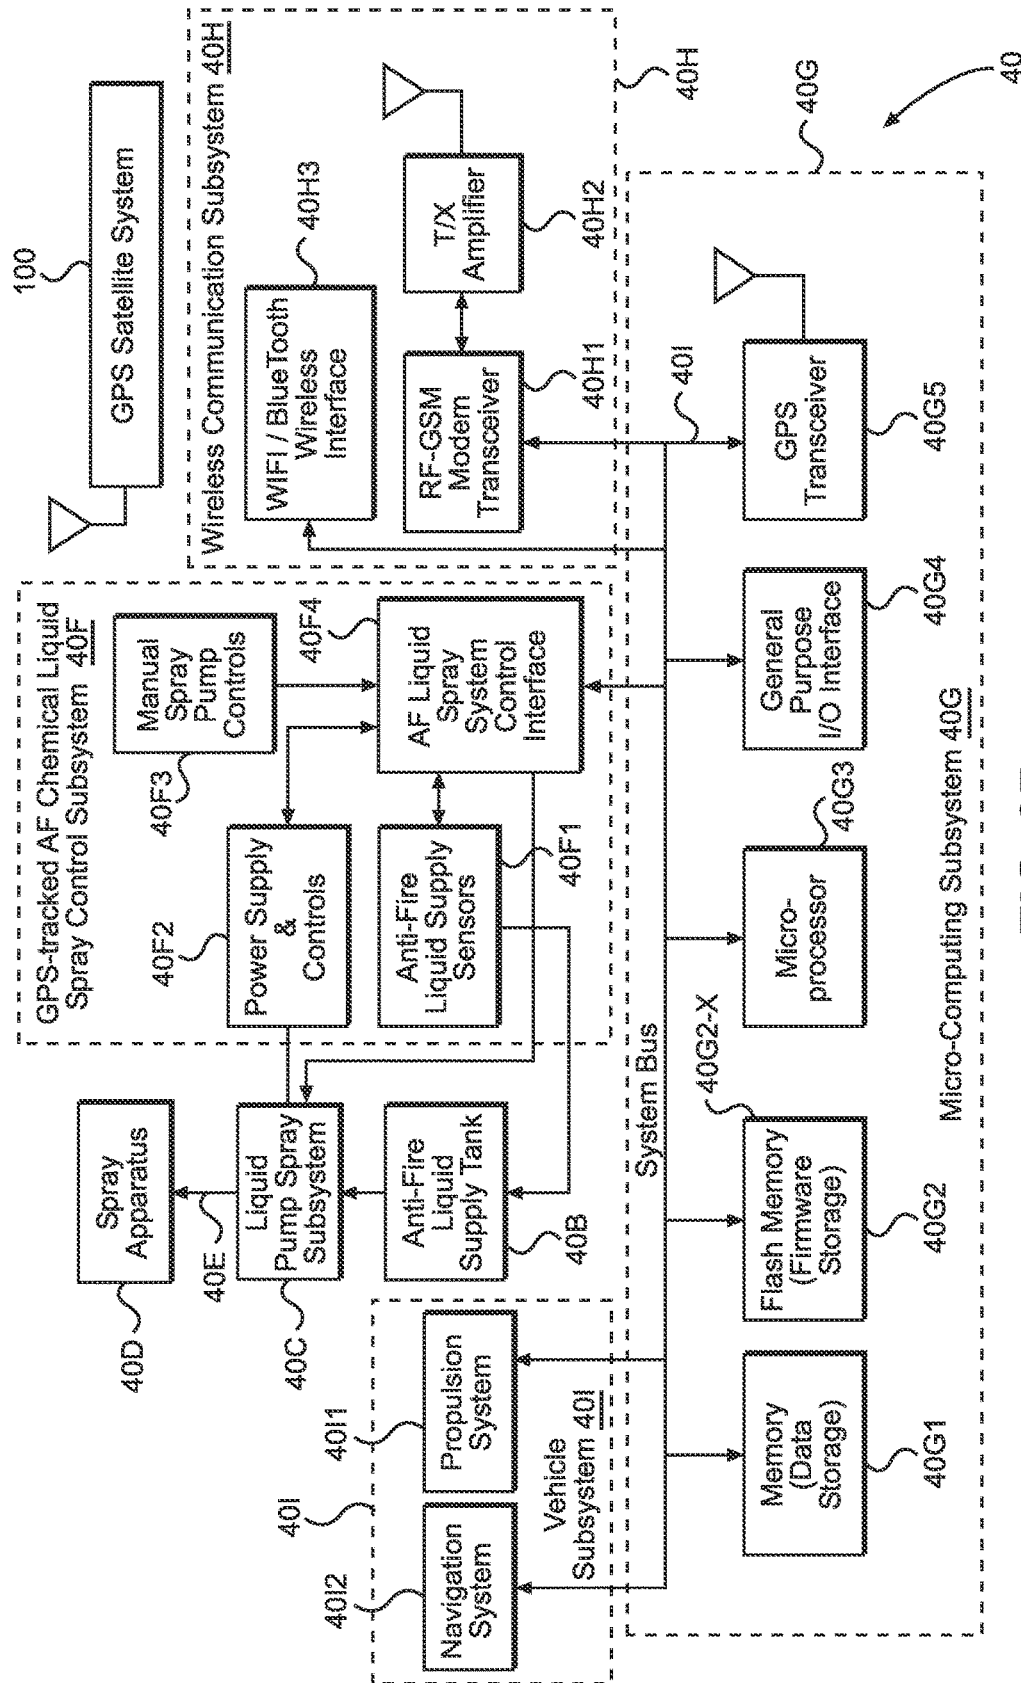 100
GPS Satellite System
GPS-tracked AF Chemical Liquid
Spray Control Subsystem 40F
Wireless Communication Subsystem 40H
40D
Spray
Apparatus
40E
40F3
Manual
Spray
Pump
Controls
40F2
Power Supply
&
Controls
40F4
40C
Liquid
Pump Spray
Subsystem
WIFI / BlueTooth
Wireless
Interface
40H3
40I
40I1
40I2
Navigation
System
Propulsion
System
Vehicle
Subsystem 40I
Anti-Fire
Liquid
Supply Tank
40B
Anti-Fire
Liquid Supply
Sensors
40F1
AF Liquid
Spray
System
Control
Interface
RF-GSM
Modem
Transceiver
40H1
T/X
Amplifier
40H2
40H
System Bus
40I
40G2-X
40G
Memory
(Data
Storage)
40G1
Flash Memory
(Firmware
Storage)
40G2
Micro-
processor
40G3
General
Purpose
I/O Interface
40G4
GPS
Transceiver
40G5
Micro-Computing Subsystem 40G
40